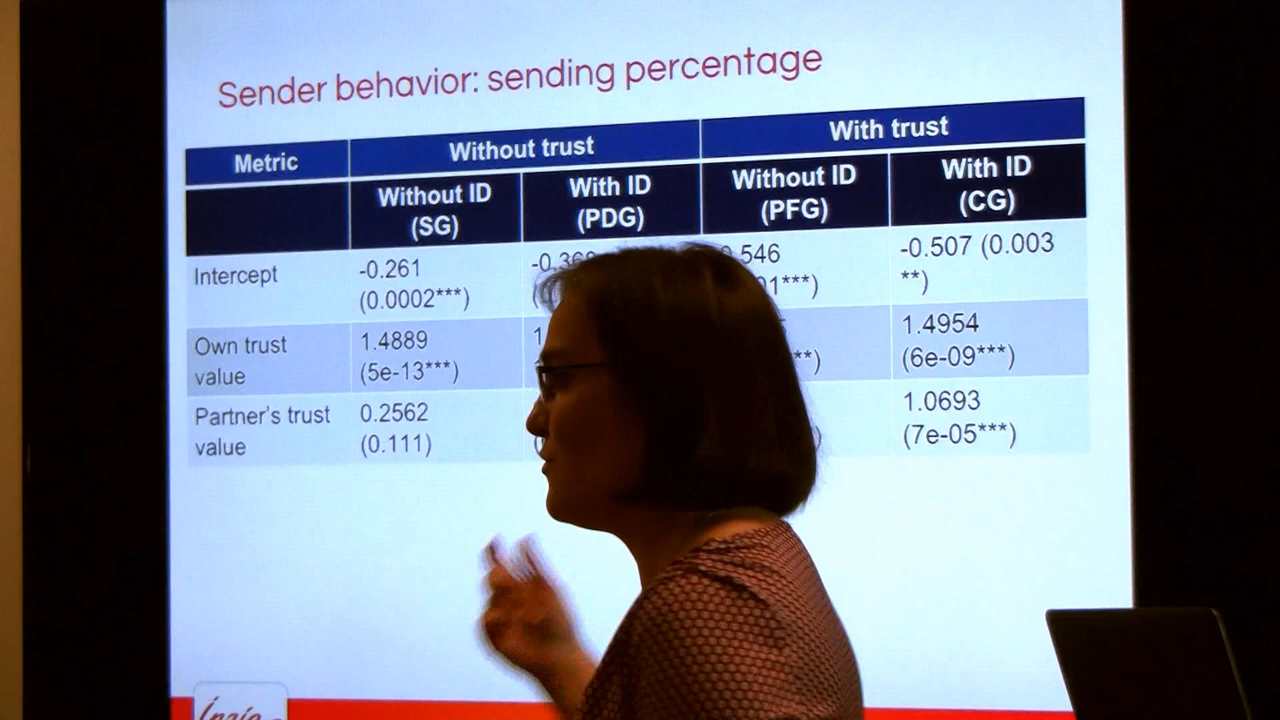 Sender behavior: sending percentage
Metric Without trust With trust
Without ID With ID Without ID With ID
(SG) (PDG) (PFG) (CG)
Intercept -0.261 -0.507 (0.003
(0.0002***) **)
Own trust 1.4889 1.4954
value (5e-13***) (6e-09***)
Partner's trust 0.2562 1.0693
value (0.111) (7e-05***)